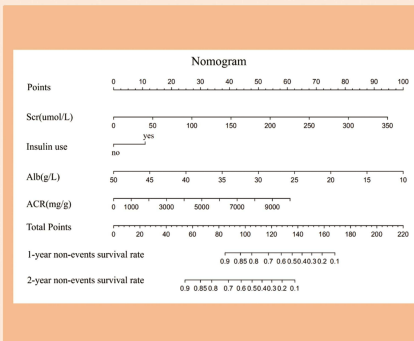 Nomogram
Points 0 10 20 30 40 50 60 70 80 90 100
Scr(umol/L) 0 50 100 150 200 250 300 350
yes
Insulin use
no
Alb(g/L) 50 45 40 35 30 25 20 15 10
ACR(mg/g) 0 1000 3000 5000 7000 9000
Total Points 0 20 40 60 80 100 120 140 160 180 200 220
1-year non-events survival rate
0.9 0.85 0.8 0.7 0.6 0.5 0.4 0.3 0.2 0.1
2-year non-events survival rate
0.9 0.85 0.8 0.7 0.6 0.5 0.4 0.3 0.2 0.1